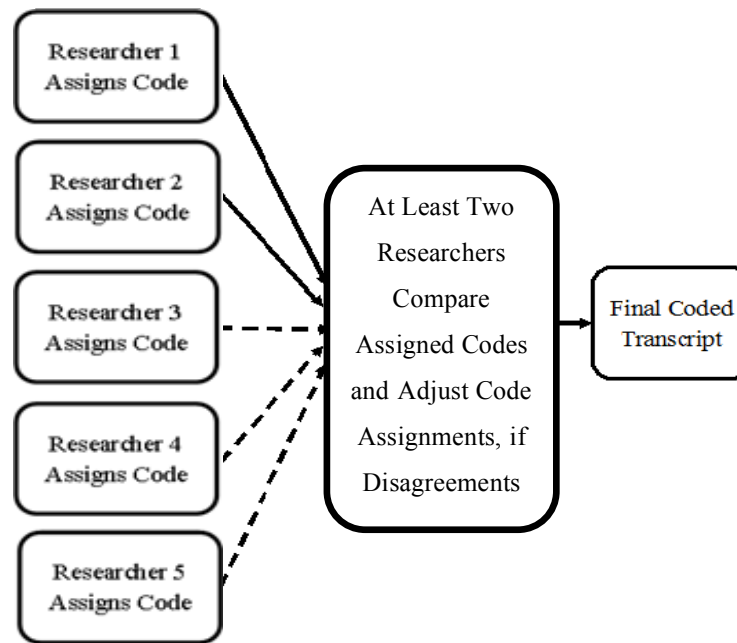 Researcher 1
Assigns Code
Researcher 2
Assigns Code
Researcher 3
Assigns Code
Researcher 4
Assigns Code
Researcher 5
Assigns Code
At Least Two
Researchers
Compare
Assigned Codes
and Adjust Code
Assignments, if
Disagreements
Final Coded
Transcript